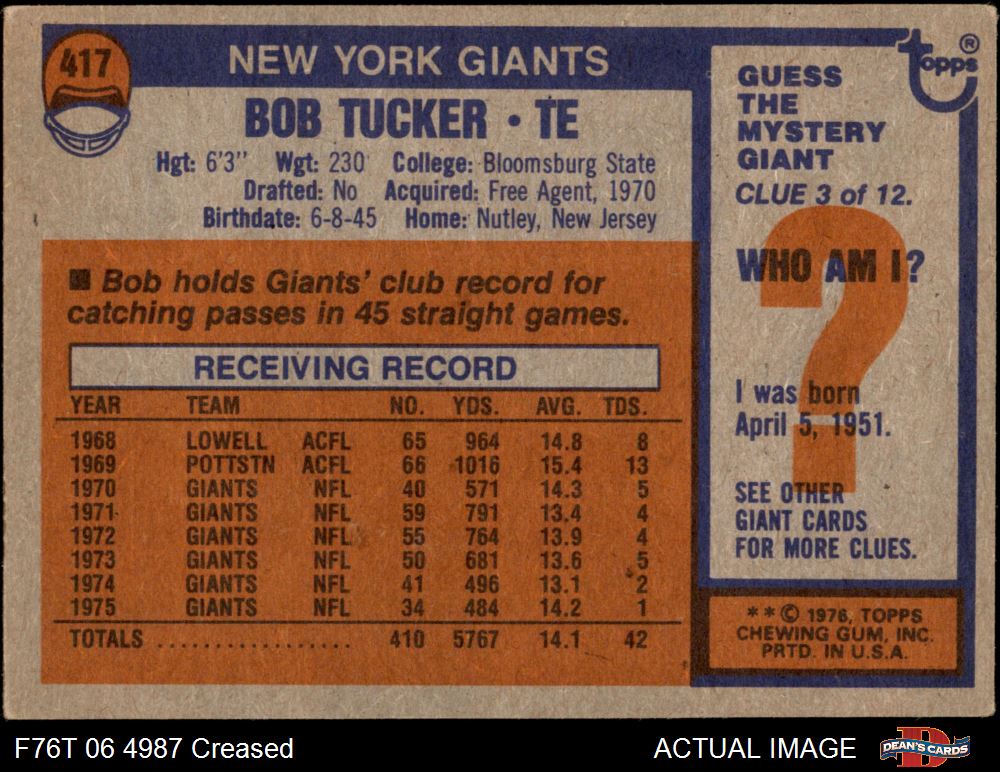 417
NEW YORK GIANTS
BOB TUCKER • TE
Hgt: 6'3" Wgt: 230 College: Bloomsburg State
Drafted: No Acquired: Free Agent, 1970
Birthdate: 6-8-45 Home: Nutley, New Jersey
■ Bob holds Giants' club record for
catching passes in 45 straight games.
RECEIVING RECORD
YEAR TEAM NO. YDS. AVG. TDS.
1968 LOWELL ACFL 65 964 14.8 8
1969 POTTSTN ACFL 66 1016 15.4 13
1970 GIANTS NFL 40 571 14.3 5
1971 GIANTS NFL 59 791 13.4 4
1972 GIANTS NFL 55 764 13.9 4
1973 GIANTS NFL 50 681 13.6 5
1974 GIANTS NFL 41 496 13.1 2
1975 GIANTS NFL 34 484 14.2 1
TOTALS ................. 410 5767 14.1 42
topps®
GUESS
THE
MYSTERY
GIANT
CLUE 3 of 12.
WHO AM I?
?
I was born
April 5, 1951.
SEE OTHER
GIANT CARDS
FOR MORE CLUES.
**© 1976, TOPPS
CHEWING GUM, INC.
PRTD. IN U.S.A.
F76T 06 4987 Creased
ACTUAL IMAGE
DEAN'S CARDS